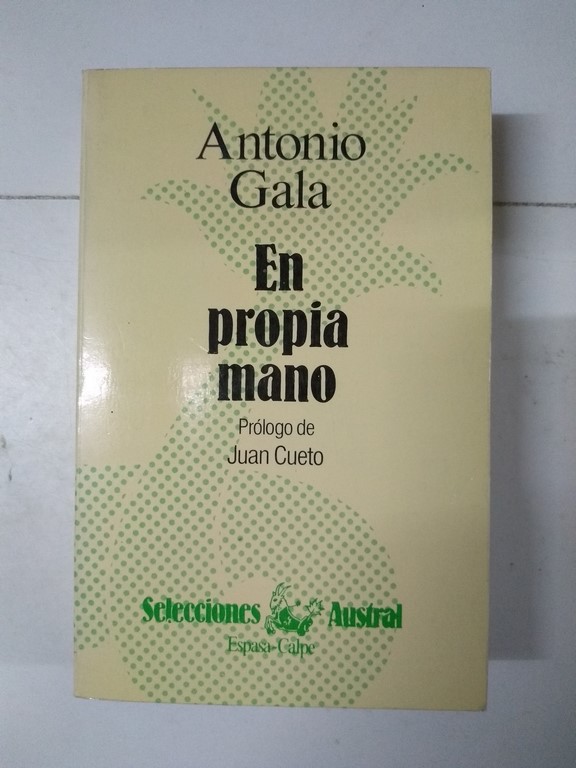 Antonio
Gala
En
propia
mano
Prólogo de
Juan Cueto
Selecciones Austral
Espasa-Calpe